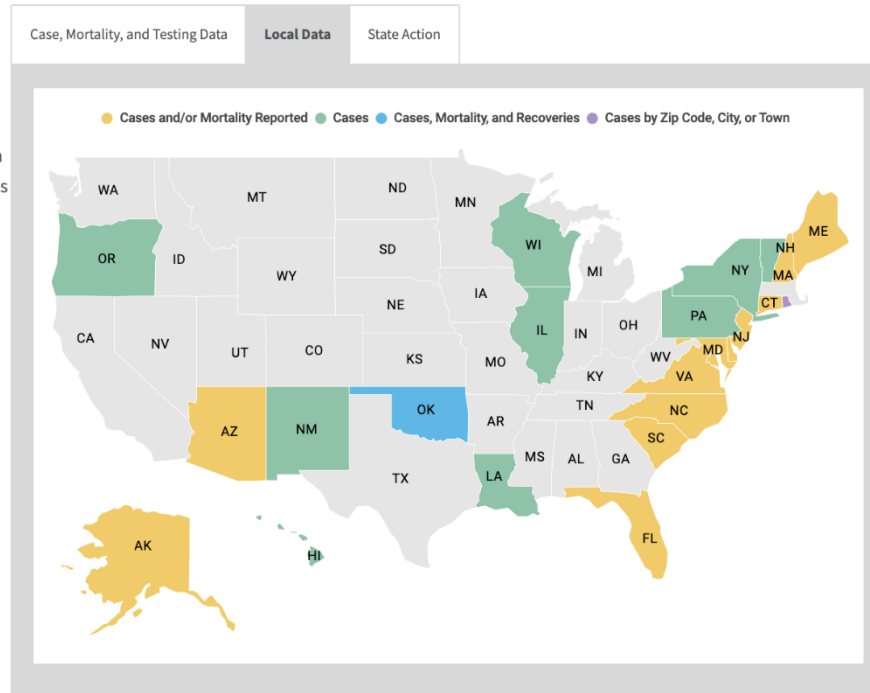 Case, Mortality, and Testing Data
Local Data
State Action
Cases and/or Mortality Reported
Cases
Cases, Mortality, and Recoveries
Cases by Zip Code, City, or Town
s
WA
MT
ND
MN
ME
OR
ID
SD
WI
NY
NH
MA
WY
MI
CT
IA
NE
PA
CA
NV
UT
CO
IL
IN
OH
NJ
MD
KS
MO
WV
VA
KY
AZ
NM
OK
AR
TN
NC
SC
TX
LA
MS
AL
GA
FL
AK
HI